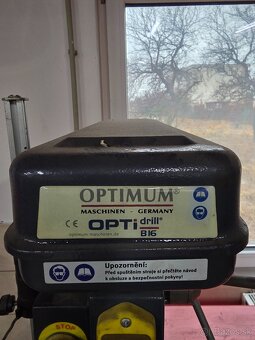 OPTIMUM®
MASCHINEN - GERMANY
CE OPTi drill®
optimum-maschinen.de B16
Upozornění:
Před spuštěním stroje si přečtěte návod
k obsluze a bezpečnostní pokyny!
STOP